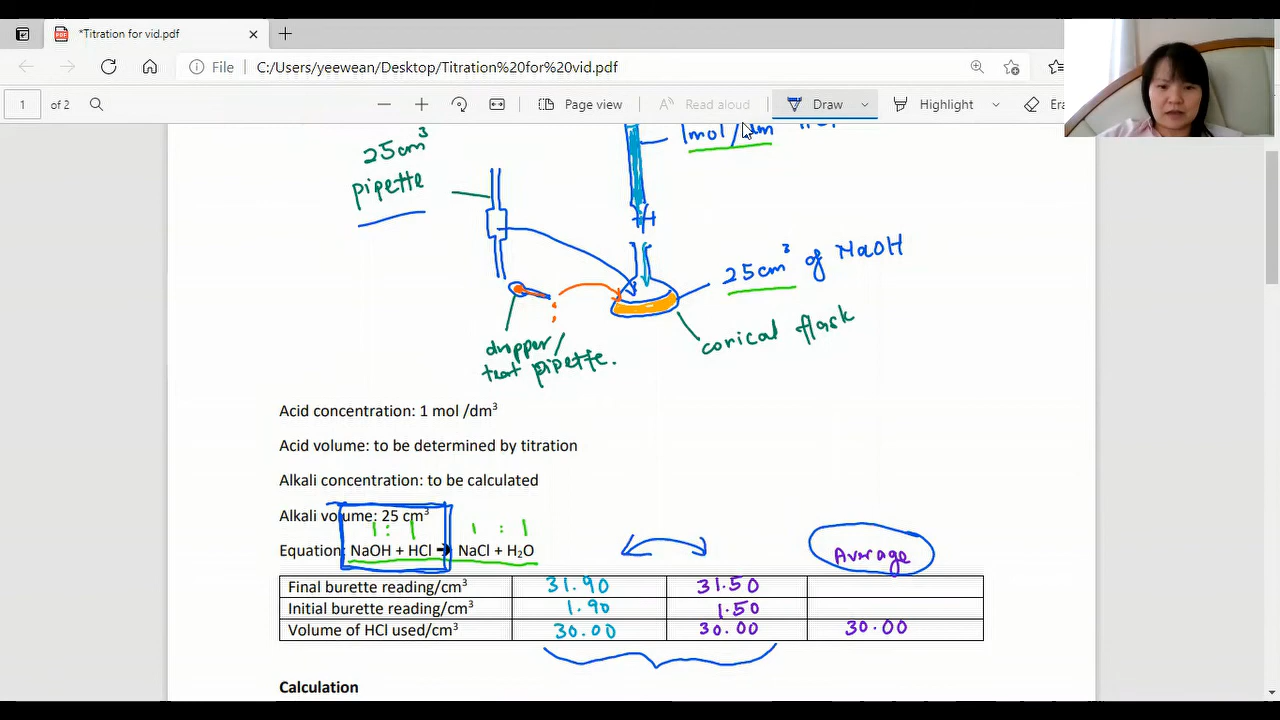 *Titration for vid.pdf
File C:/Users/yeewean/Desktop/Titration%20for%20vid.pdf
1 of 2 Page view Read aloud Draw Highlight
1mol/dm
25cm³
pipette
25cm³ of NaOH
conical flask
dropper/
teat pipette.
Acid concentration: 1 mol /dm³
Acid volume: to be determined by titration
Alkali concentration: to be calculated
Alkali volume: 25 cm³
1 : 1 1 : 1
Equation: NaOH + HCl → NaCl + H₂O
Average
Final burette reading/cm³ 31.90 31.50
Initial burette reading/cm³ 1.90 1.50
Volume of HCl used/cm³ 30.00 30.00 30.00
Calculation